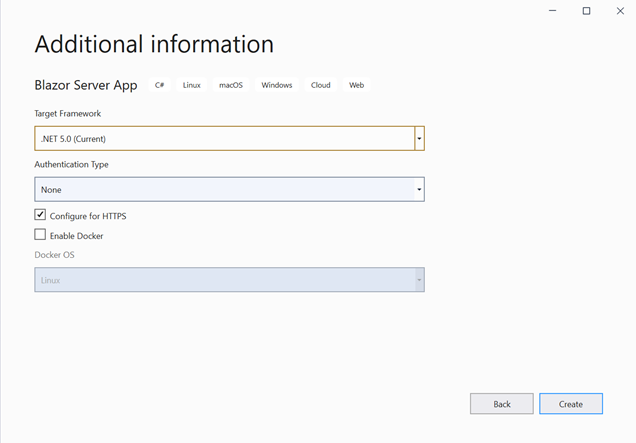 Additional information
Blazor Server App C# Linux macOS Windows Cloud Web
Target Framework
.NET 5.0 (Current)
Authentication Type
None
Configure for HTTPS
Enable Docker
Docker OS
Linux
Back Create